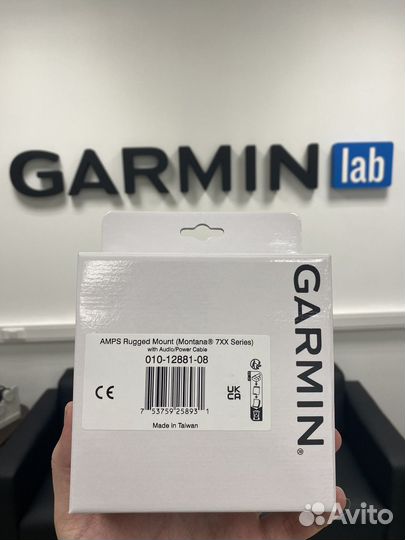 GARMIN lab
GARMIN®
AMPS Rugged Mount (Montana® 7XX Series)
with Audio/Power Cable
010-12881-08
CE
UK
CA
7 53759 25893 1
Made in Taiwan
Avito